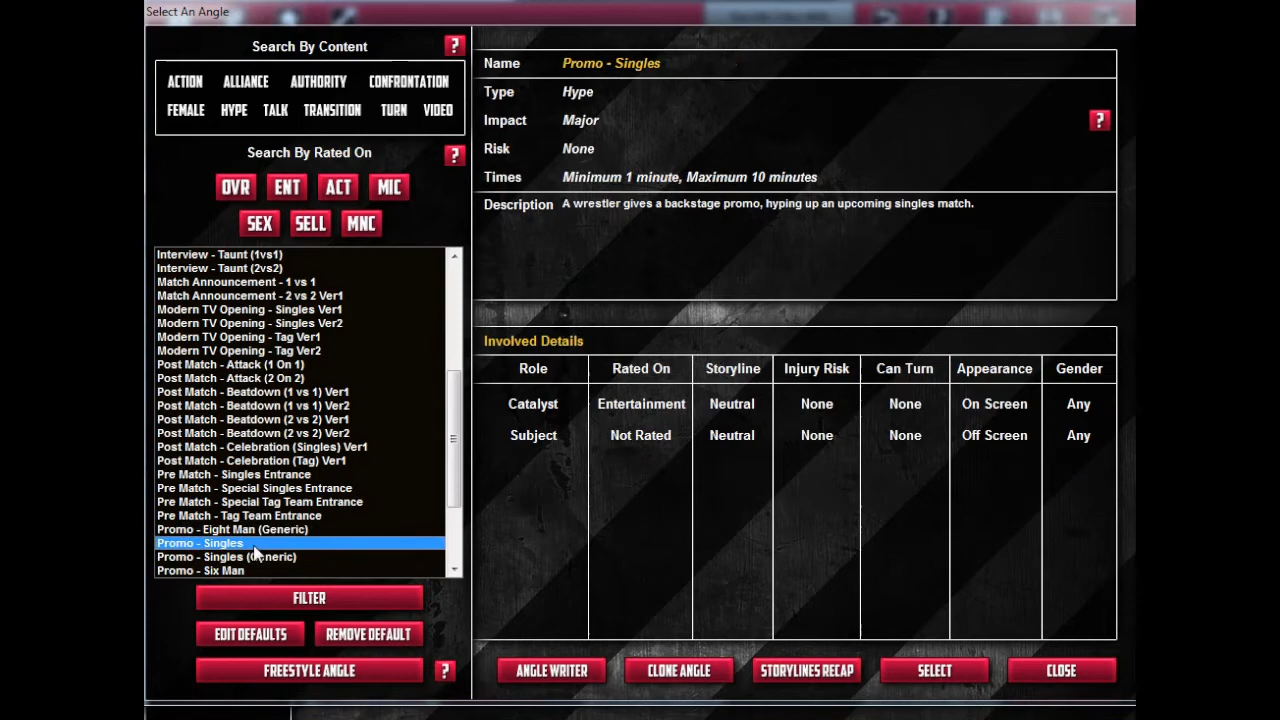 Select An Angle
Search By Content
?
ACTION ALLIANCE AUTHORITY CONFRONTATION
FEMALE HYPE TALK TRANSITION TURN VIDEO
Search By Rated On
?
OVR ENT ACT MIC
SEX SELL MNC
Interview - Taunt (1vs1)
Interview - Taunt (2vs2)
Match Announcement - 1 vs 1
Match Announcement - 2 vs 2 Ver1
Modern TV Opening - Singles Ver1
Modern TV Opening - Singles Ver2
Modern TV Opening - Tag Ver1
Modern TV Opening - Tag Ver2
Post Match - Attack (1 On 1)
Post Match - Attack (2 On 2)
Post Match - Beatdown (1 vs 1) Ver1
Post Match - Beatdown (1 vs 1) Ver2
Post Match - Beatdown (2 vs 2) Ver1
Post Match - Beatdown (2 vs 2) Ver2
Post Match - Celebration (Singles) Ver1
Post Match - Celebration (Tag) Ver1
Pre Match - Singles Entrance
Pre Match - Special Singles Entrance
Pre Match - Special Tag Team Entrance
Pre Match - Tag Team Entrance
Promo - Eight Man (Generic)
Promo - Singles
Promo - Singles (Generic)
Promo - Six Man
FILTER
EDIT DEFAULTS REMOVE DEFAULT
FREESTYLE ANGLE ?
Name Promo - Singles
Type Hype
Impact Major ?
Risk None
Times Minimum 1 minute, Maximum 10 minutes
Description A wrestler gives a backstage promo, hyping up an upcoming singles match.
Involved Details
Role Rated On Storyline Injury Risk Can Turn Appearance Gender
Catalyst Entertainment Neutral None None On Screen Any
Subject Not Rated Neutral None None Off Screen Any
ANGLE WRITER CLONE ANGLE STORYLINES RECAP SELECT CLOSE